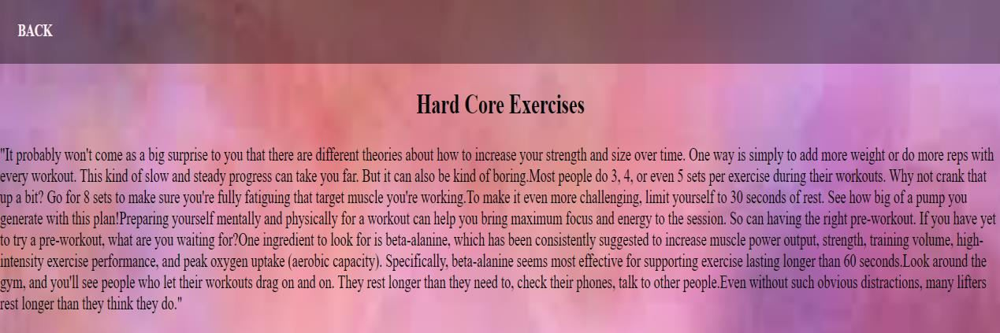 BACK
Hard Core Exercises
"It probably won't come as a big surprise to you that there are different theories about how to increase your strength and size over time. One way is simply to add more weight or do more reps with
every workout. This kind of slow and steady progress can take you far. But it can also be kind of boring.Most people do 3, 4, or even 5 sets per exercise during their workouts. Why not crank that
up a bit? Go for 8 sets to make sure you're fully fatiguing that target muscle you're working.To make it even more challenging, limit yourself to 30 seconds of rest. See how big of a pump you
generate with this plan!Preparing yourself mentally and physically for a workout can help you bring maximum focus and energy to the session. So can having the right pre-workout. If you have yet
to try a pre-workout, what are you waiting for?One ingredient to look for is beta-alanine, which has been consistently suggested to increase muscle power output, strength, training volume, high-
intensity exercise performance, and peak oxygen uptake (aerobic capacity). Specifically, beta-alanine seems most effective for supporting exercise lasting longer than 60 seconds.Look around the
gym, and you'll see people who let their workouts drag on and on. They rest longer than they need to, check their phones, talk to other people.Even without such obvious distractions, many lifters
rest longer than they think they do."